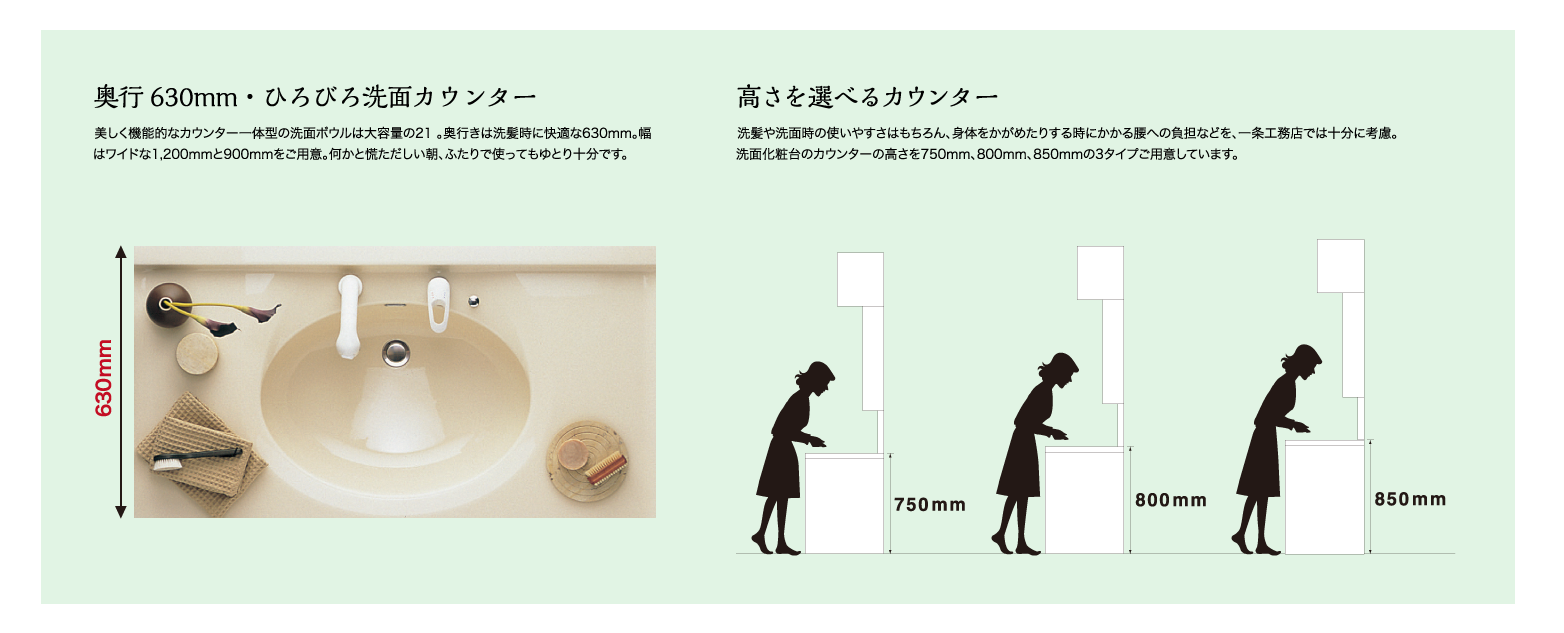 奥行 630mm・ひろびろ洗面カウンター
美しく機能的なカウンター一体型の洗面ボウルは大容量の21 。奥行きは洗髪時に快適な630mm。幅
はワイドな1,200mmと900mmをご用意。何かと慌ただしい朝、ふたりで使ってもゆとり十分です。
630mm
高さを選べるカウンター
洗髪や洗面時の使いやすさはもちろん、身体をかがめたりする時にかかる腰への負担などを、一条工務店では十分に考慮。
洗面化粧台のカウンターの高さを750mm、800mm、850mmの3タイプご用意しています。
750mm
800mm
850mm